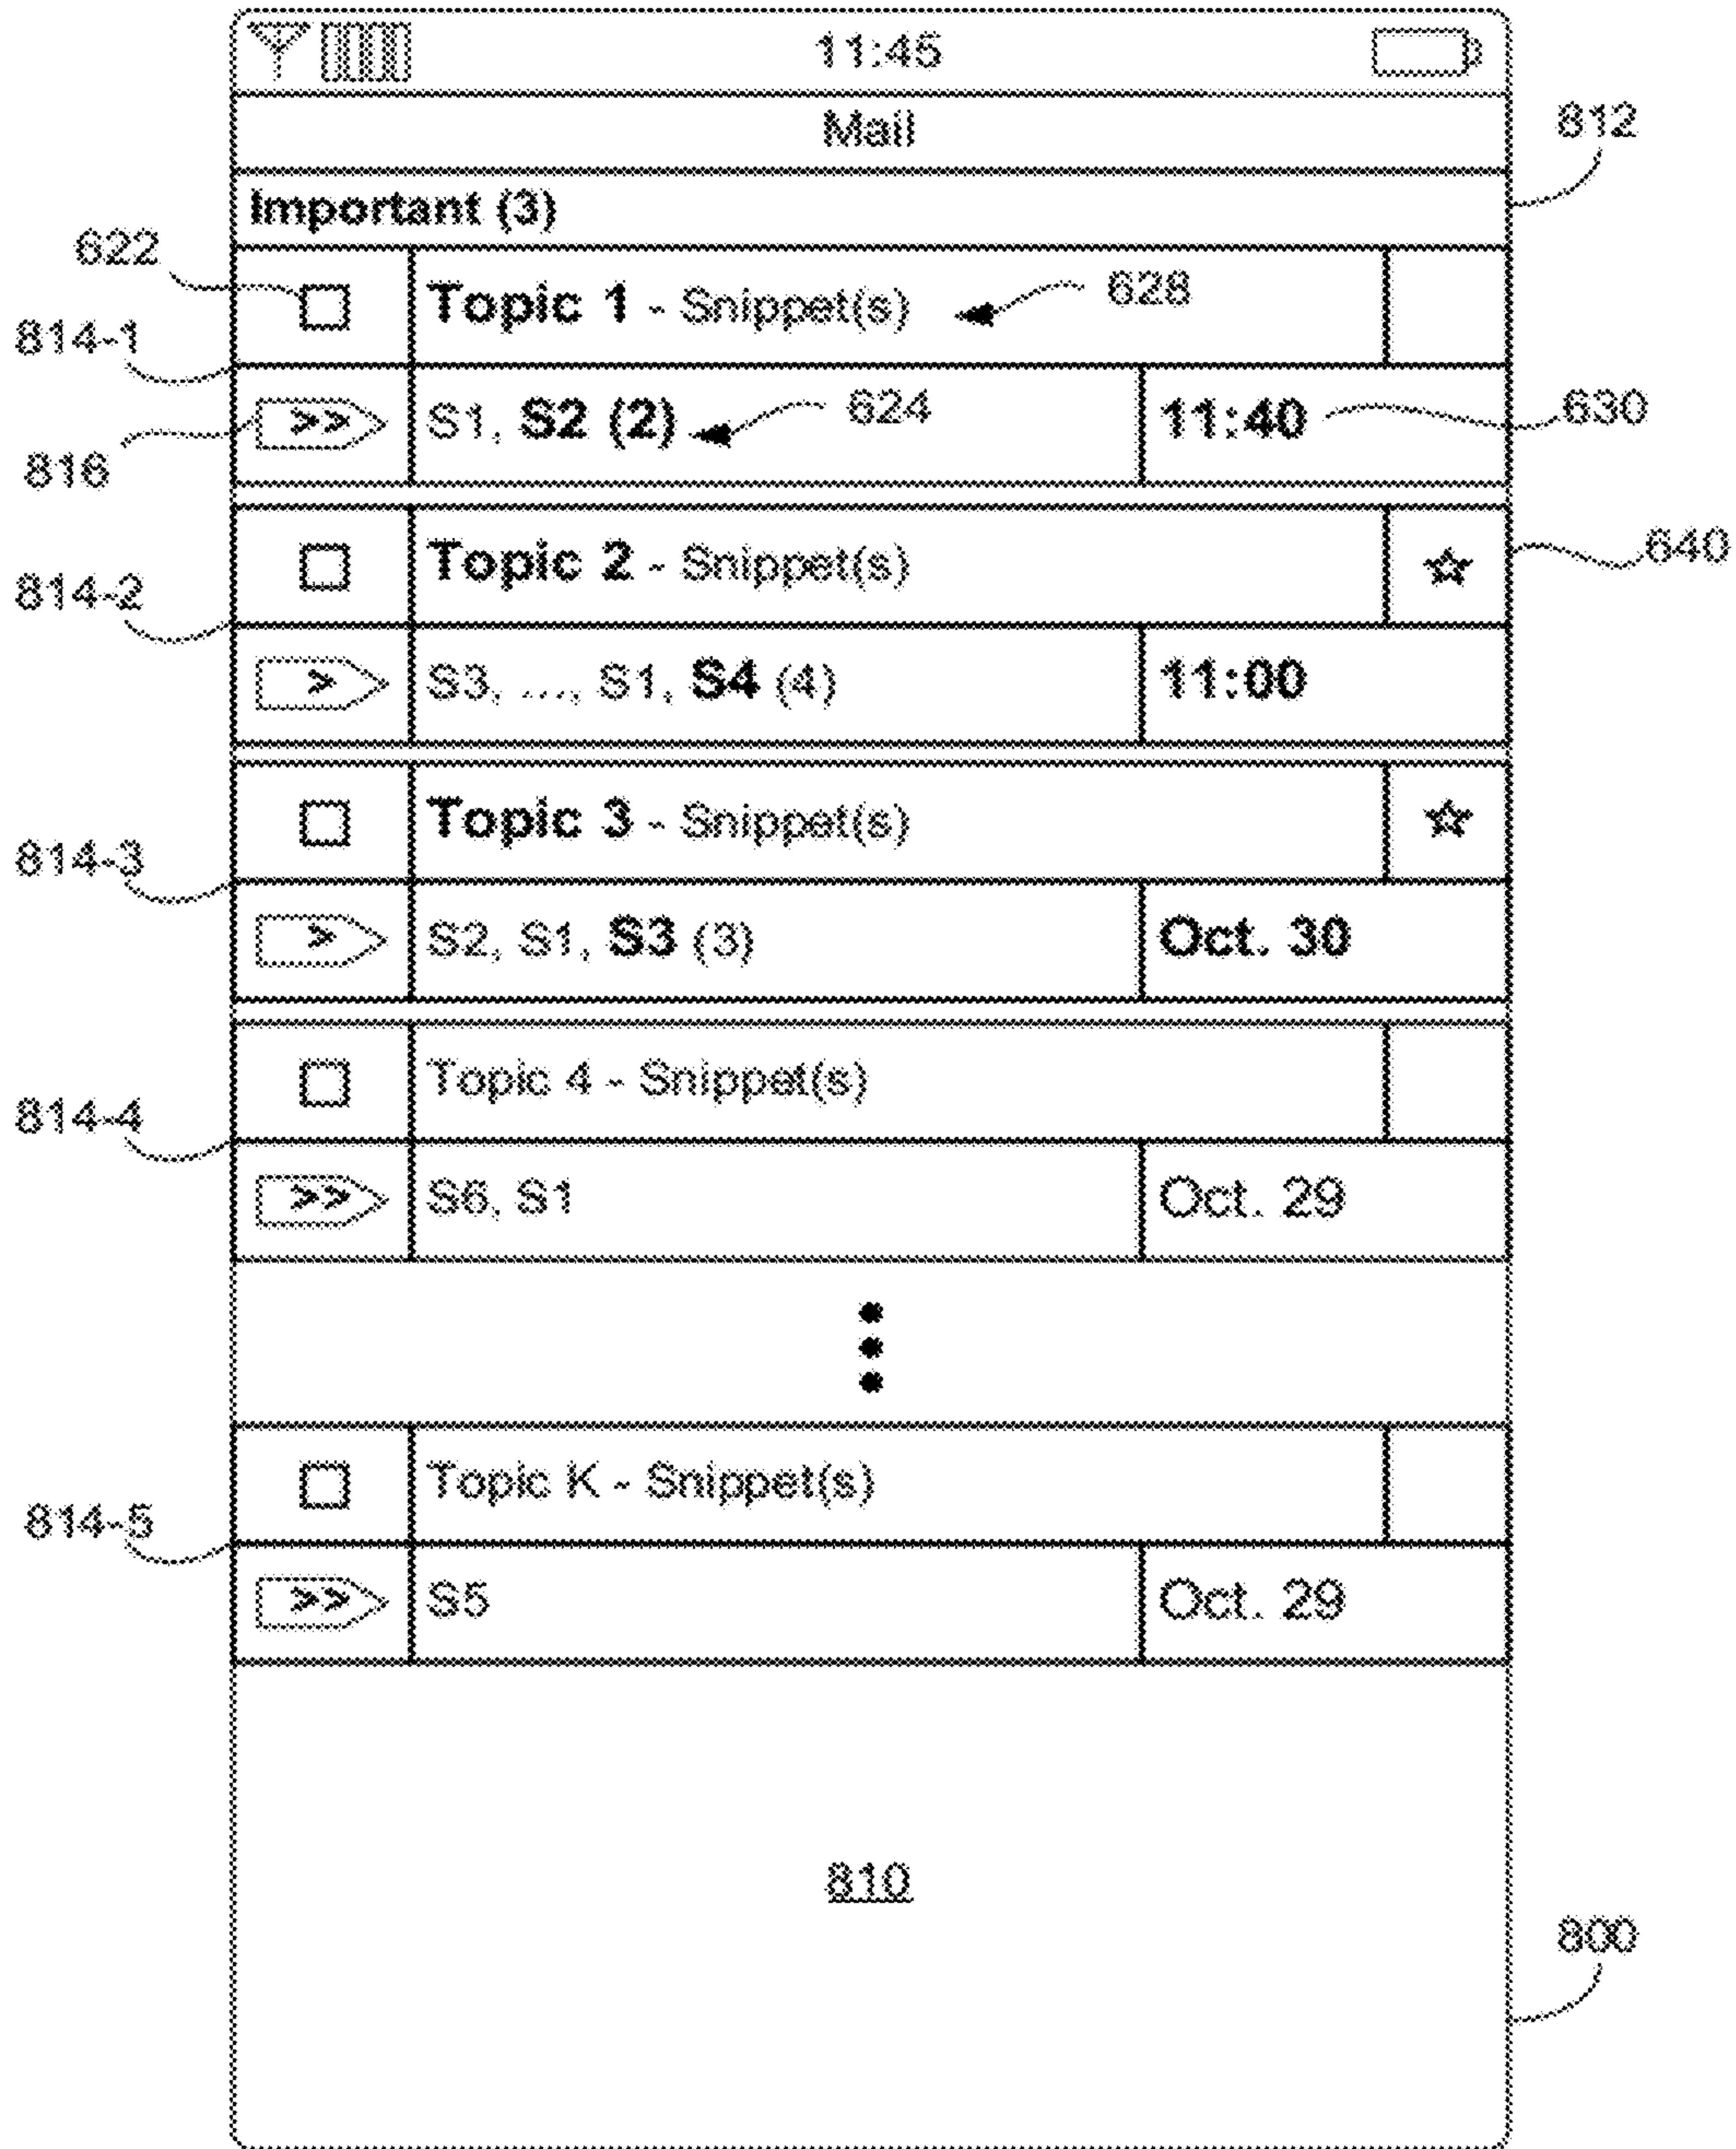 11:45
Mail
812
Important (3)
622
Topic 1 - Snippet(s)
628
814-1
>>
S1, S2 (2)
624
11:40
630
816
Topic 2 - Snippet(s)
640
814-2
>
S3, ..., S1, S4 (4)
11:00
Topic 3 - Snippet(s)
814-3
>
S2, S1, S3 (3)
Oct. 30
Topic 4 - Snippet(s)
814-4
>>
S6, S1
Oct. 29
Topic K - Snippet(s)
814-5
>>
S5
Oct. 29
810
800